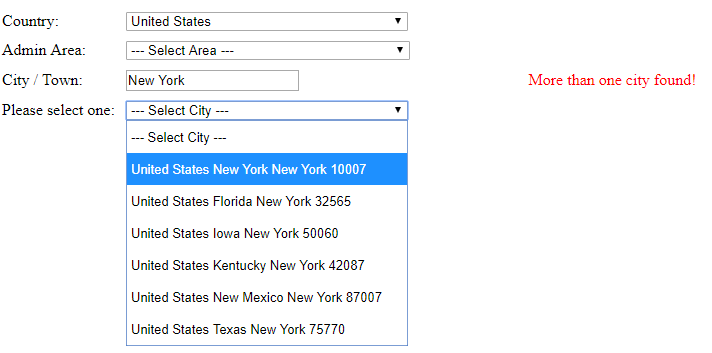 Country: United States
Admin Area: --- Select Area ---
City / Town: New York More than one city found!
Please select one: --- Select City ---
--- Select City ---
United States New York New York 10007
United States Florida New York 32565
United States Iowa New York 50060
United States Kentucky New York 42087
United States New Mexico New York 87007
United States Texas New York 75770